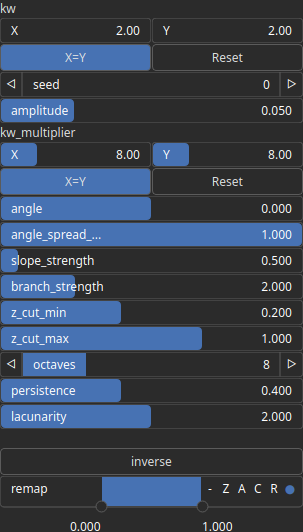 kw
X 2.00 Y 2.00
X=Y Reset
seed 0
amplitude 0.050
kw_multiplier
X 8.00 Y 8.00
X=Y Reset
angle 0.000
angle_spread_... 1.000
slope_strength 0.500
branch_strength 2.000
z_cut_min 0.200
z_cut_max 1.000
octaves 8
persistence 0.400
lacunarity 2.000
inverse
remap - Z A C R
0.000 1.000